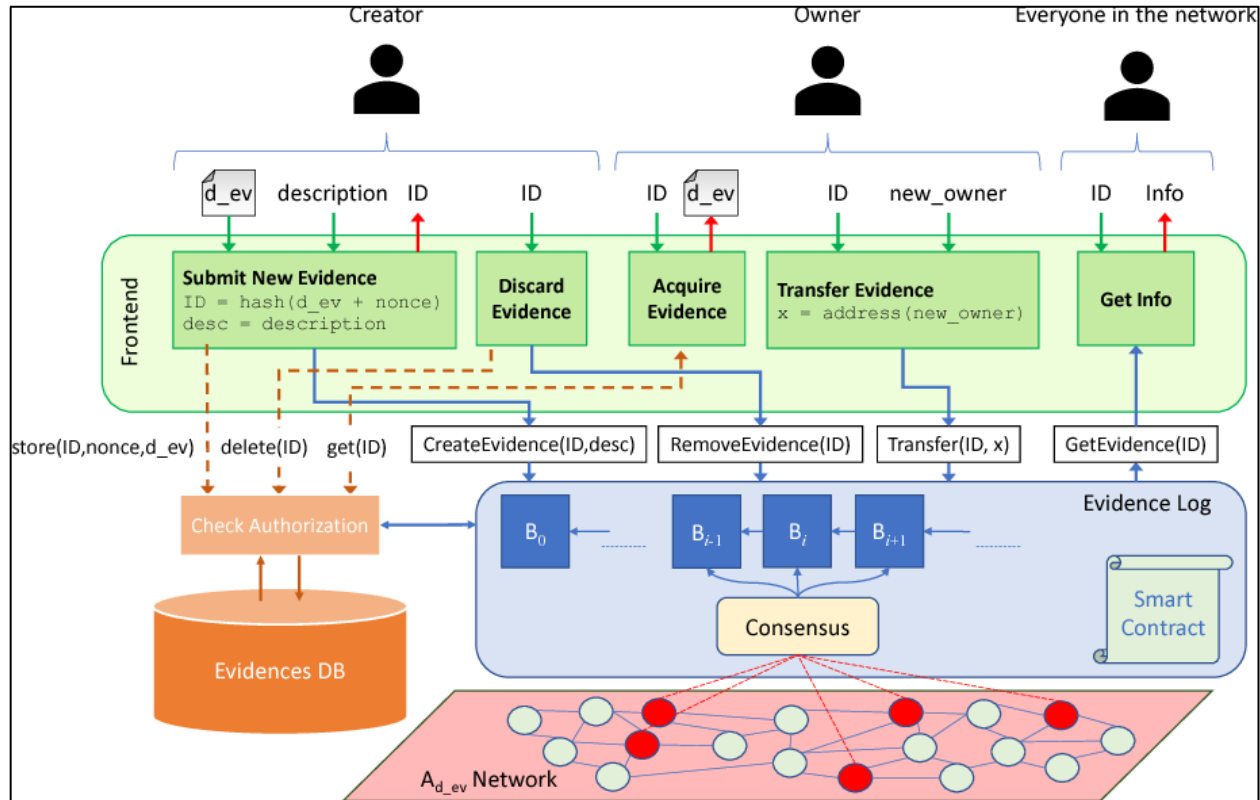 Creator
Owner
Everyone in the network
d_ev
description
ID
ID
ID
d_ev
ID
new_owner
ID
Info
Frontend
Submit New Evidence
ID = hash(d_ev + nonce)
desc = description
Discard
Evidence
Acquire
Evidence
Transfer Evidence
x = address(new_owner)
Get Info
store(ID,nonce,d_ev)
delete(ID)
get(ID)
CreateEvidence(ID,desc)
RemoveEvidence(ID)
Transfer(ID, x)
GetEvidence(ID)
Check Authorization
Evidence Log
B0
Bi-1
Bi
Bi+1
Smart
Contract
Consensus
Evidences DB
Ad_ev Network